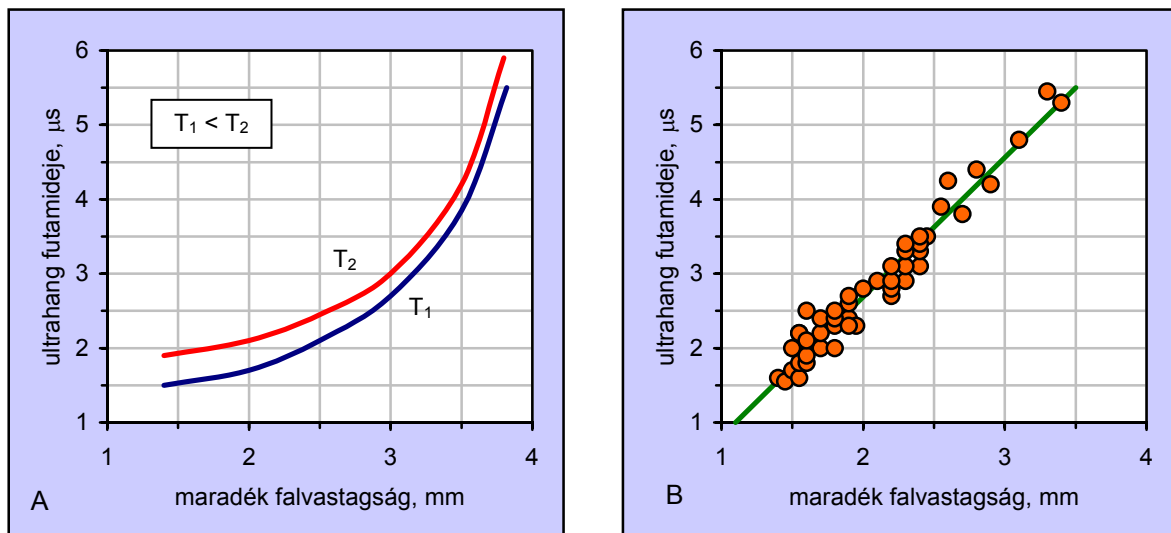 6
5
4
3
2
1
ultrahang futamideje, μs
T₁ < T₂
T₂
T₁
1 2 3 4
maradék falvastagság, mm
A
6
5
4
3
2
1
ultrahang futamideje, μs
1 2 3 4
maradék falvastagság, mm
B